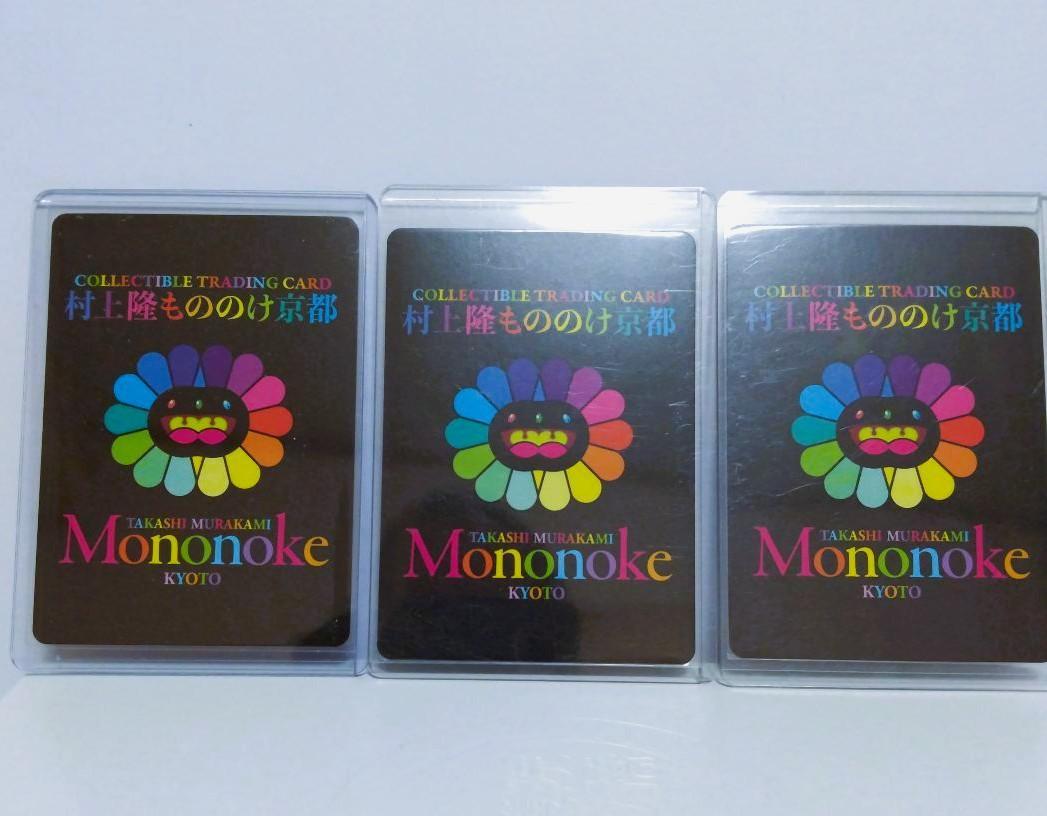 COLLECTIBLE TRADING CARD
村上隆もののけ京都
TAKASHI MURAKAMI
Mononoke
KYOTO
COLLECTIBLE TRADING CARD
村上隆もののけ京都
TAKASHI MURAKAMI
Mononoke
KYOTO
COLLECTIBLE TRADING CARD
村上隆もののけ京都
TAKASHI MURAKAMI
Mononoke
KYOTO